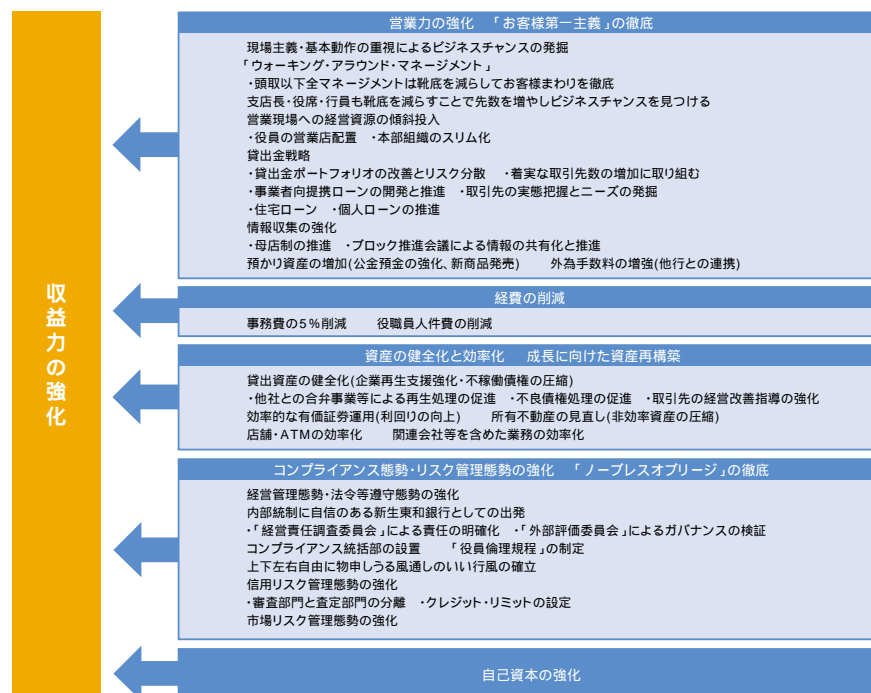 収益力の強化
営業力の強化　「お客様第一主義」の徹底
現場主義・基本動作の重視によるビジネスチャンスの発掘
「ウォーキング・アラウンド・マネージメント」
・頭取以下全マネージメントは靴底を減らしてお客様まわりを徹底
支店長・役席・行員も靴底を減らすことで先数を増やしビジネスチャンスを見つける
営業現場への経営資源の傾斜投入
・役員の営業店配置　・本部組織のスリム化
貸出金戦略
・貸出金ポートフォリオの改善とリスク分散　・着実な取引先数の増加に取り組む
・事業者向提携ローンの開発と推進　・取引先の実態把握とニーズの発掘
・住宅ローン　・個人ローンの推進
情報収集の強化
・母店制の推進　・ブロック推進会議による情報の共有化と推進
預かり資産の増加(公金預金の強化、新商品発売)　　外為手数料の増強(他行との連携)
経費の削減
事務費の5％削減　　役職員人件費の削減
資産の健全化と効率化　　成長に向けた資産再構築
貸出資産の健全化(企業再生支援強化・不稼働債権の圧縮)
・他社との合弁事業等による再生処理の促進　・不良債権処理の促進　・取引先の経営改善指導の強化
効率的な有価証券運用(利回りの向上)　　所有不動産の見直し(非効率資産の圧縮)
店舗・ATMの効率化　　関連会社等を含めた業務の効率化
コンプライアンス態勢・リスク管理態勢の強化　「ノーブレスオブリージ」の徹底
経営管理態勢・法令等遵守態勢の強化
内部統制に自信のある新生東和銀行としての出発
・「経営責任調査委員会」による責任の明確化　・「外部評価委員会」によるガバナンスの検証
コンプライアンス統括部の設置　　「役員倫理規程」の制定
上下左右自由に物申しうる風通しのいい行風の確立
信用リスク管理態勢の強化
・審査部門と査定部門の分離　・クレジット・リミットの設定
市場リスク管理態勢の強化
自己資本の強化